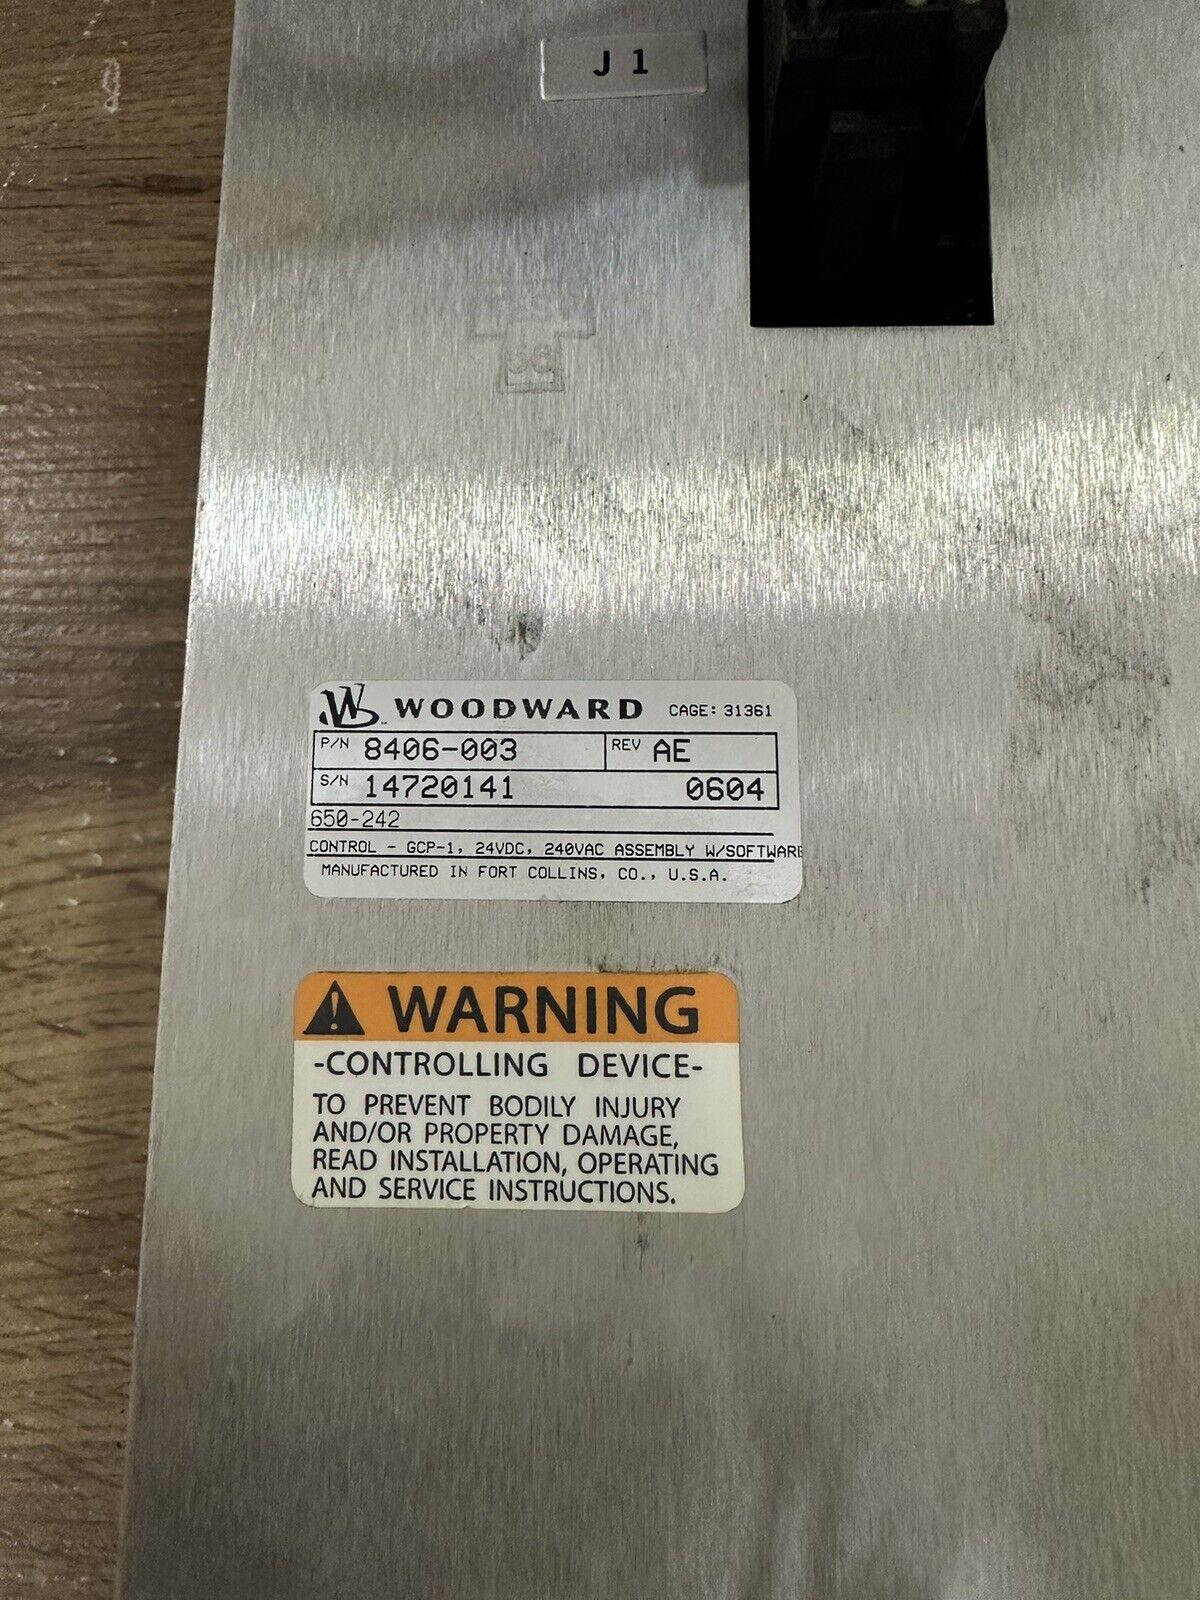 J 1
WOODWARD CAGE: 31361
P/N 8406-003 REV AE
S/N 14720141 0604
650-242
CONTROL - GCP-1, 24VDC, 240VAC ASSEMBLY W/SOFTWARE
MANUFACTURED IN FORT COLLINS, CO., U.S.A.
WARNING
-CONTROLLING DEVICE-
TO PREVENT BODILY INJURY
AND/OR PROPERTY DAMAGE,
READ INSTALLATION, OPERATING
AND SERVICE INSTRUCTIONS.